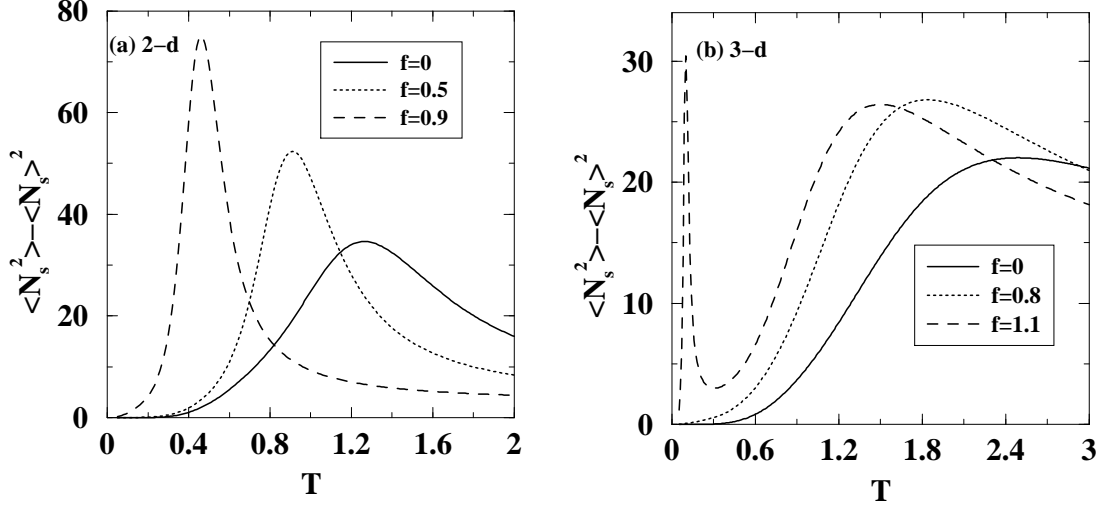 (a) 2−d
f=0
f=0.5
f=0.9
80
60
40
20
0
<N_s^2>−<N_s>^2
0 0.4 0.8 1.2 1.6 2
T
(b) 3−d
30
20
10
0
<N_s^2>−<N_s>^2
f=0
f=0.8
f=1.1
0 0.6 1.2 1.8 2.4 3
T